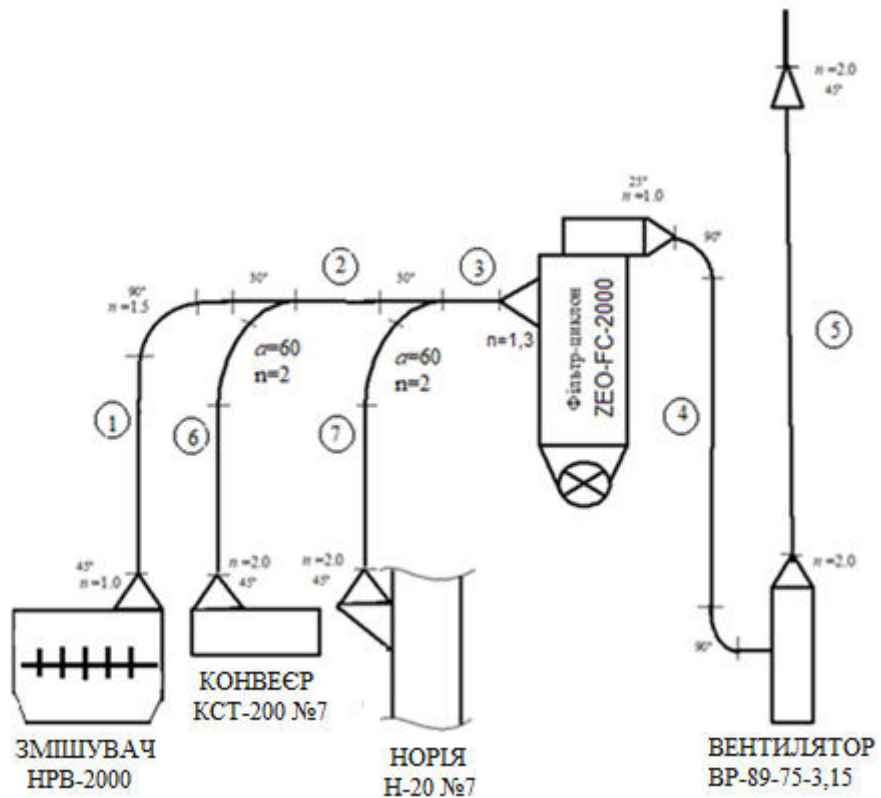 n=2.0
45°
25°
n=1.0
90°
2
3
90°
n=1.5
30°
30°
n=1,3
α=60
n=2
α=60
n=2
Фільтр-циклон
ZEO-FC-2000
5
1
6
7
4
45°
n=1.0
n=2.0
45°
n=2.0
45°
n=2.0
90°
ЗМІШУВАЧ
НРВ-2000
КОНВЕЄР
КСТ-200 №7
НОРІЯ
Н-20 №7
ВЕНТИЛЯТОР
ВР-89-75-3,15